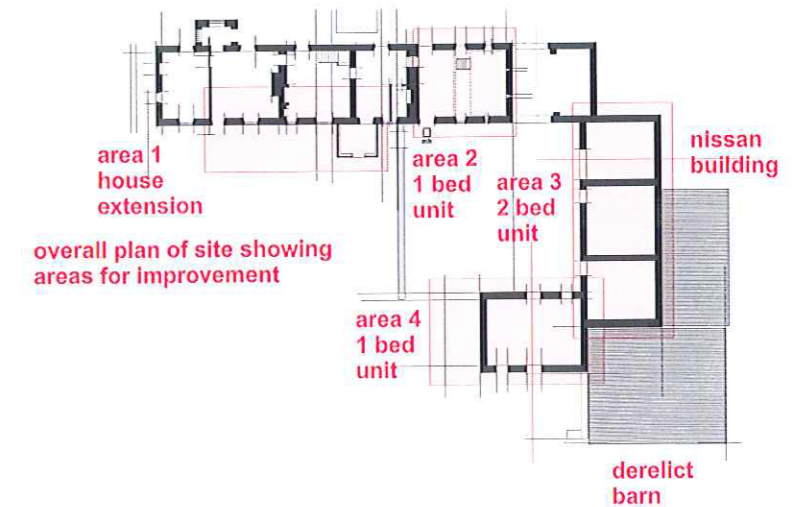 area 1
house
extension
area 2
1 bed
unit
area 3
2 bed
unit
nissan
building
overall plan of site showing
areas for improvement
area 4
1 bed
unit
derelict
barn